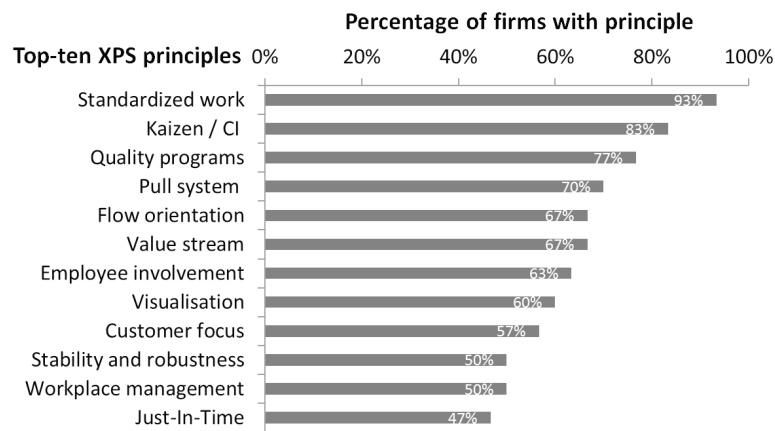 Percentage of firms with principle
Top-ten XPS principles 0% 20% 40% 60% 80% 100%
Standardized work 93%
Kaizen / CI 83%
Quality programs 77%
Pull system 70%
Flow orientation 67%
Value stream 67%
Employee involvement 63%
Visualisation 60%
Customer focus 57%
Stability and robustness 50%
Workplace management 50%
Just-In-Time 47%